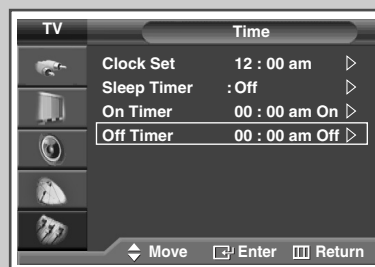 TV Time
Clock Set 12 : 00 am
Sleep Timer : Off
On Timer 00 : 00 am On
Off Timer 00 : 00 am Off
Move Enter Return